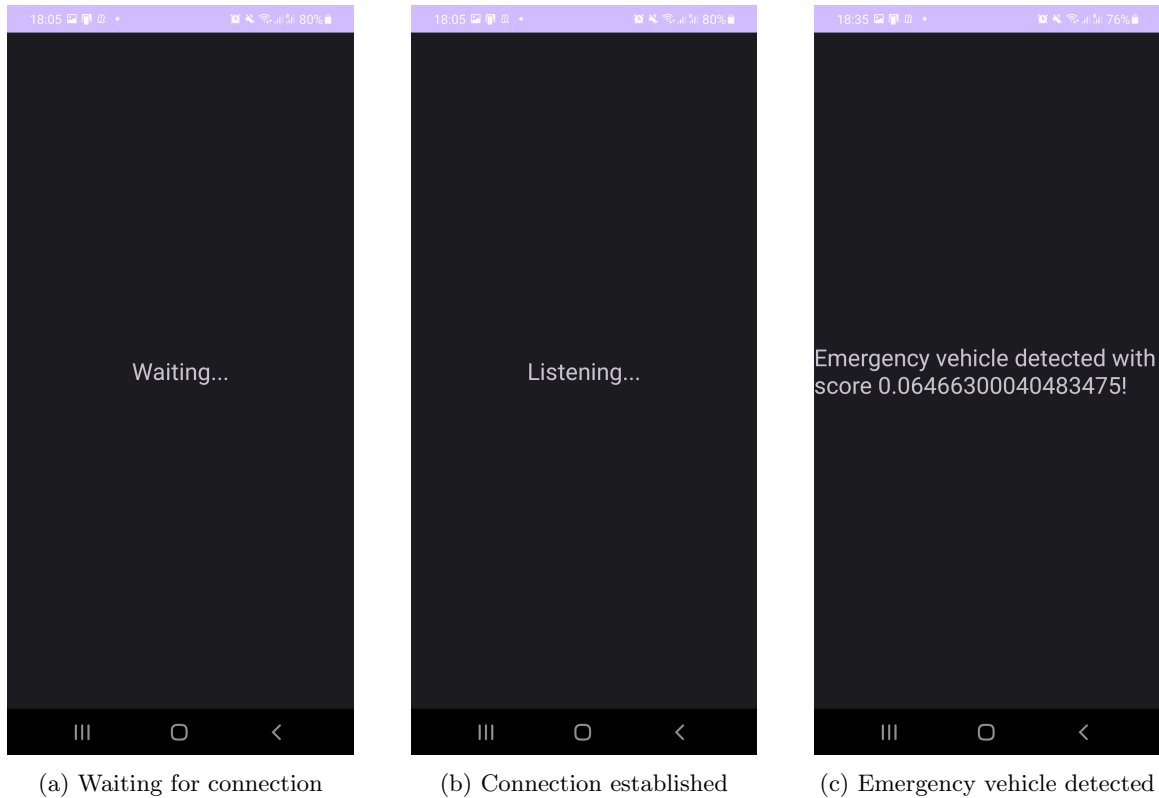 18:05
80%
Waiting...
(a) Waiting for connection
18:05
80%
Listening...
(b) Connection established
18:35
76%
Emergency vehicle detected with
score 0.06466300040483475!
(c) Emergency vehicle detected